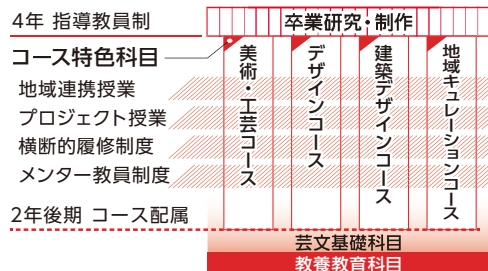 4年 指導教員制
卒業研究・制作
コース特色科目
地域連携授業
プロジェクト授業
横断的履修制度
メンター教員制度
美術・工芸コース
デザインコース
建築デザインコース
地域キュレーションコース
2年後期 コース配属
芸文基礎科目
教養教育科目